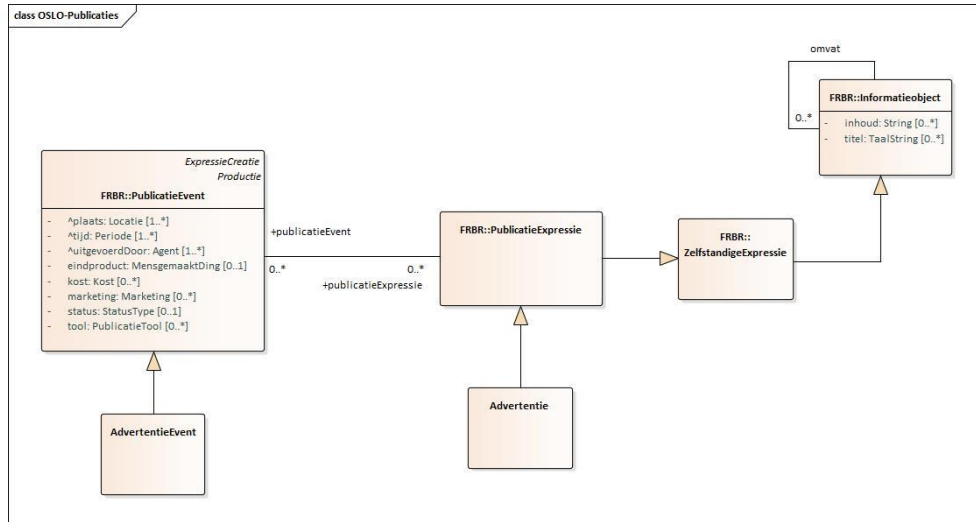 class OSLO-Publicaties
omvat
FRBR::Informatieobject
- inhoud: String [0..*]
- titel: TaalString [0..*]
0..*
ExpressieCreatie
Productie
FRBR::PublicatieEvent
- ^plaats: Locatie [1..*]
- ^tijd: Periode [1..*]
- ^uitgevoerdDoor: Agent [1..*]
- eindproduct: MensgemaaktDing [0..1]
- kost: Kost [0..*]
- marketing: Marketing [0..*]
- status: StatusType [0..1]
- tool: PublicatieTool [0..*]
+publicatieEvent
0..*
0..*
+publicatieExpressie
FRBR::PublicatieExpressie
FRBR::
ZelfstandigeExpressie
AdvertentieEvent
Advertentie